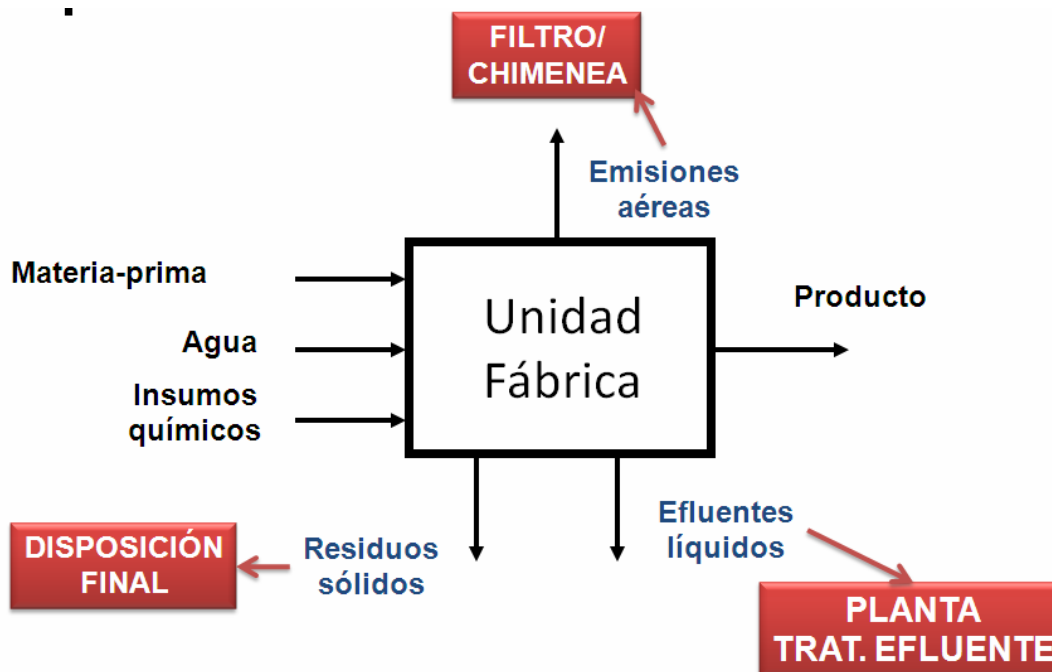 FILTRO/
CHIMENEA
Emisiones
aéreas
Materia-prima
Agua
Insumos
químicos
Unidad
Fábrica
Producto
DISPOSICIÓN
FINAL
Residuos
sólidos
Efluentes
líquidos
PLANTA
TRAT. EFLUENTE